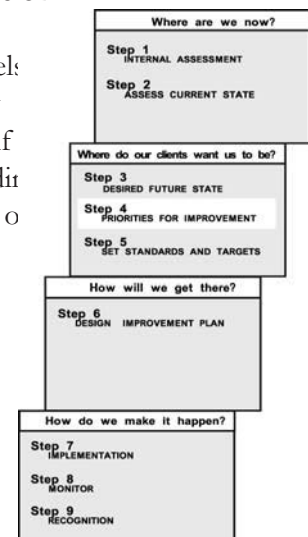 els
f
dir
o
Where are we now?
Step 1
INTERNAL ASSESSMENT
Step 2
ASSESS CURRENT STATE
Where do our clients want us to be?
Step 3
DESIRED FUTURE STATE
Step 4
PRIORITIES FOR IMPROVEMENT
Step 5
SET STANDARDS AND TARGETS
How will we get there?
Step 6
DESIGN IMPROVEMENT PLAN
How do we make it happen?
Step 7
IMPLEMENTATION
Step 8
MONITOR
Step 9
RECOGNITION